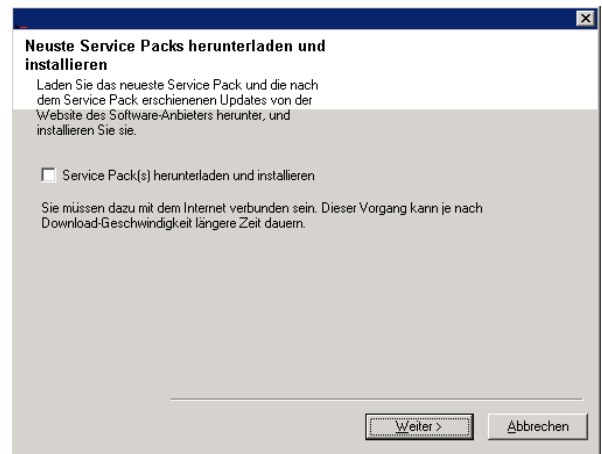 Neuste Service Packs herunterladen und
installieren
Laden Sie das neueste Service Pack und die nach
dem Service Pack erschienenen Updates von der
Website des Software-Anbieters herunter, und
installieren Sie sie.
Service Pack(s) herunterladen und installieren
Sie müssen dazu mit dem Internet verbunden sein. Dieser Vorgang kann je nach
Download-Geschwindigkeit längere Zeit dauern.
Weiter >
Abbrechen